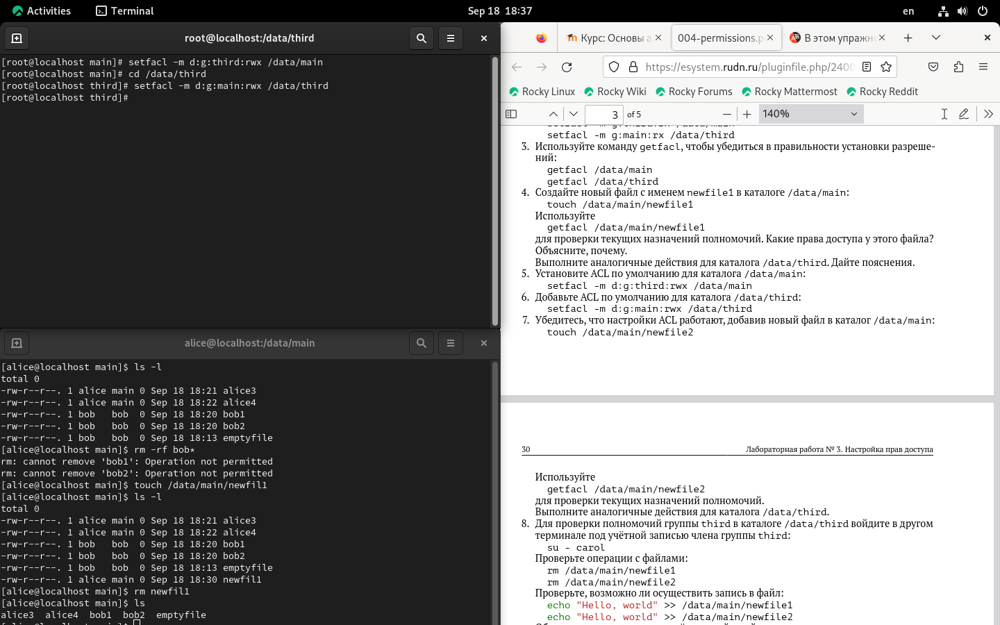 Activities
Terminal
Sep 18 18:37
en
root@localhost:/data/third
[root@localhost main]# setfacl -m d:g:third:rwx /data/main
[root@localhost main]# cd /data/third
[root@localhost third]# setfacl -m d:g:main:rwx /data/third
[root@localhost third]#
alice@localhost:/data/main
[alice@localhost main]$ ls -l
total 0
-rw-r--r--. 1 alice main 0 Sep 18 18:21 alice3
-rw-r--r--. 1 alice main 0 Sep 18 18:22 alice4
-rw-r--r--. 1 bob   bob  0 Sep 18 18:20 bob1
-rw-r--r--. 1 bob   bob  0 Sep 18 18:20 bob2
-rw-r--r--. 1 bob   bob  0 Sep 18 18:13 emptyfile
[alice@localhost main]$ rm -rf bob*
rm: cannot remove 'bob1': Operation not permitted
rm: cannot remove 'bob2': Operation not permitted
[alice@localhost main]$ touch /data/main/newfil1
[alice@localhost main]$ ls -l
total 0
-rw-r--r--. 1 alice main 0 Sep 18 18:21 alice3
-rw-r--r--. 1 alice main 0 Sep 18 18:22 alice4
-rw-r--r--. 1 bob   bob  0 Sep 18 18:20 bob1
-rw-r--r--. 1 bob   bob  0 Sep 18 18:20 bob2
-rw-r--r--. 1 bob   bob  0 Sep 18 18:13 emptyfile
-rw-r--r--. 1 alice main 0 Sep 18 18:30 newfil1
[alice@localhost main]$ rm newfil1
[alice@localhost main]$ ls
alice3  alice4  bob1  bob2  emptyfile
Курс: Основы а
004-permissions.p
В этом упражне
https://esystem.rudn.ru/pluginfile.php/2400
Rocky Linux
Rocky Wiki
Rocky Forums
Rocky Mattermost
Rocky Reddit
3 of 5
140%
setfacl -m g:main:rx /data/third
3. Используйте команду getfacl, чтобы убедиться в правильности установки разреше-
ний:
getfacl /data/main
getfacl /data/third
4. Создайте новый файл с именем newfile1 в каталоге /data/main:
touch /data/main/newfile1
Используйте
getfacl /data/main/newfile1
для проверки текущих назначений полномочий. Какие права доступа у этого файла?
Объясните, почему.
Выполните аналогичные действия для каталога /data/third. Дайте пояснения.
5. Установите ACL по умолчанию для каталога /data/main:
setfacl -m d:g:third:rwx /data/main
6. Добавьте ACL по умолчанию для каталога /data/third:
setfacl -m d:g:main:rwx /data/third
7. Убедитесь, что настройки ACL работают, добавив новый файл в каталог /data/main:
touch /data/main/newfile2
30
Лабораторная работа № 3. Настройка прав доступа
Используйте
getfacl /data/main/newfile2
для проверки текущих назначений полномочий.
Выполните аналогичные действия для каталога /data/third.
8. Для проверки полномочий группы third в каталоге /data/third войдите в другом
терминале под учётной записью члена группы third:
su - carol
Проверьте операции с файлами:
rm /data/main/newfile1
rm /data/main/newfile2
Проверьте, возможно ли осуществить запись в файл:
echo "Hello, world" >> /data/main/newfile1
echo "Hello, world" >> /data/main/newfile2